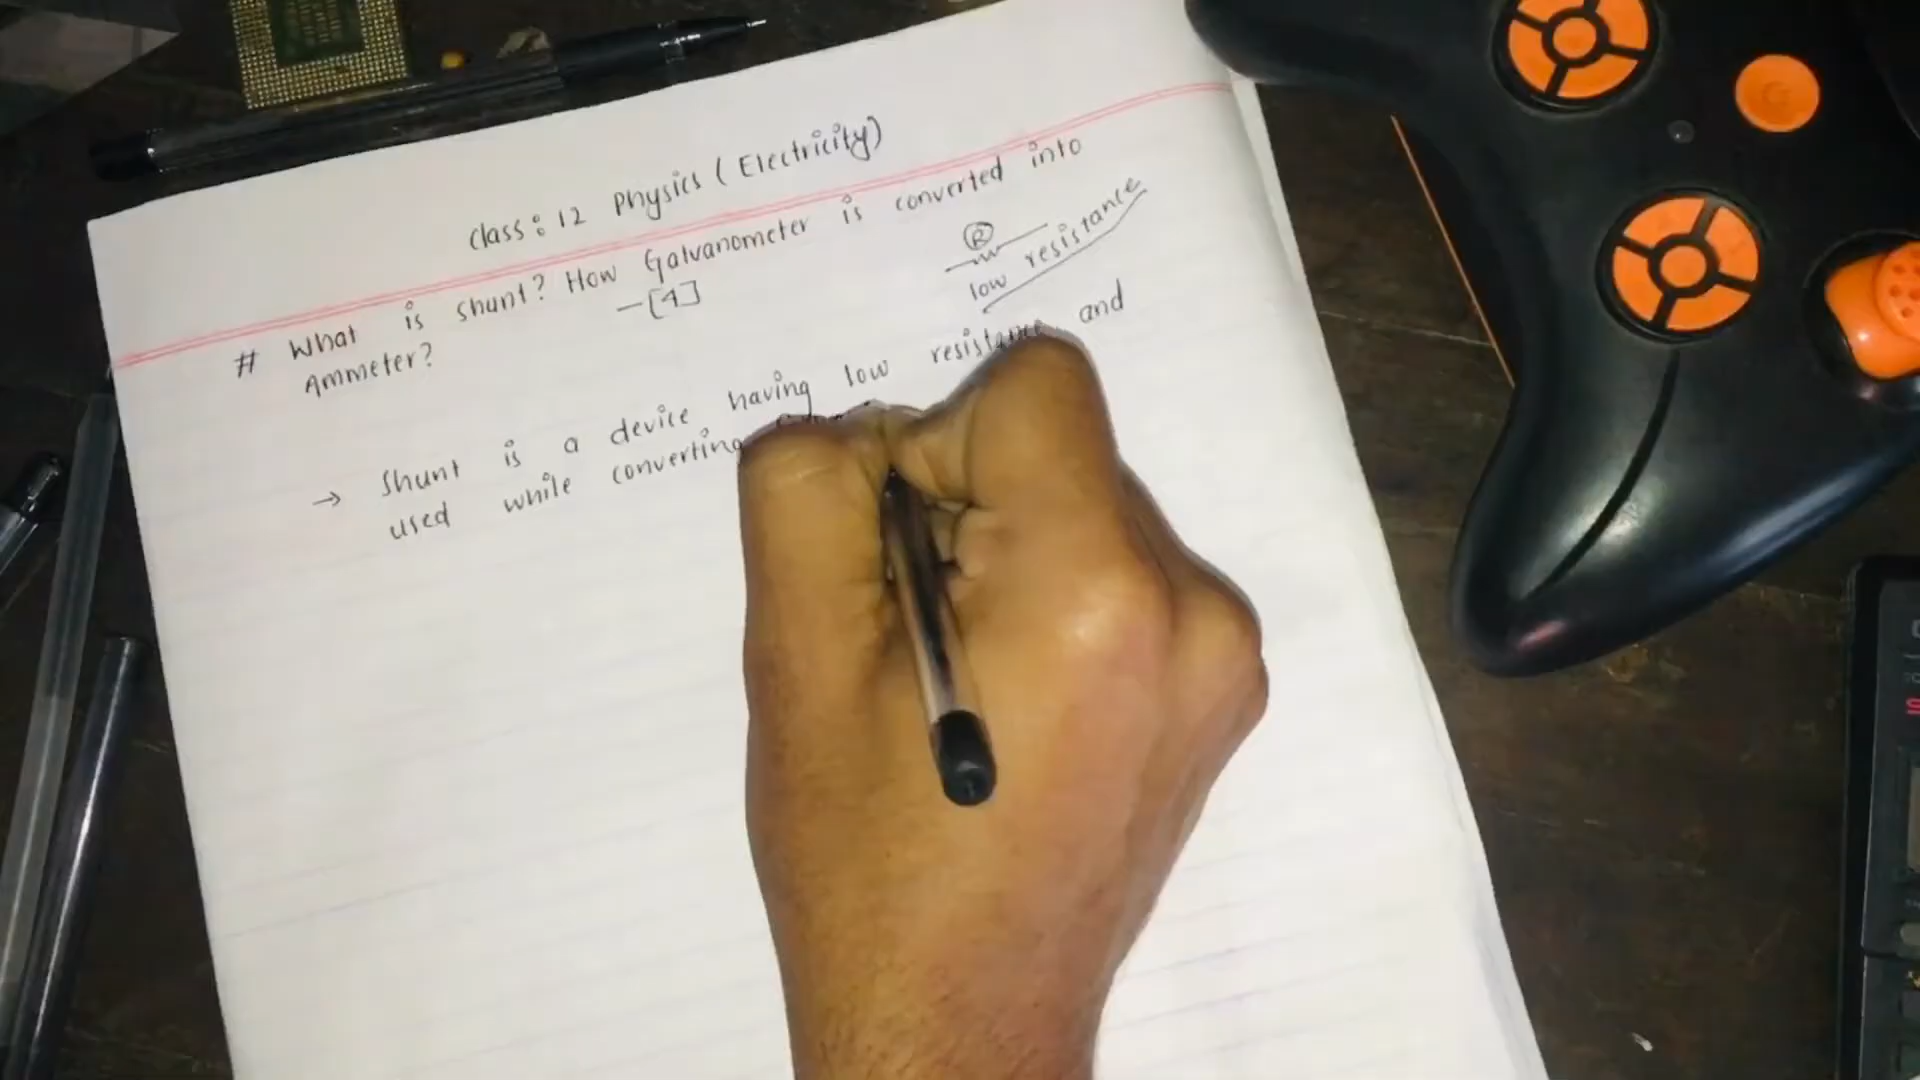 Class: 12 Physics (Electricity)
# What is shunt? How Galvanometer is converted into
Ammeter? -[4]
R
low resistance
→ Shunt is a device having low resistance and
used while converting